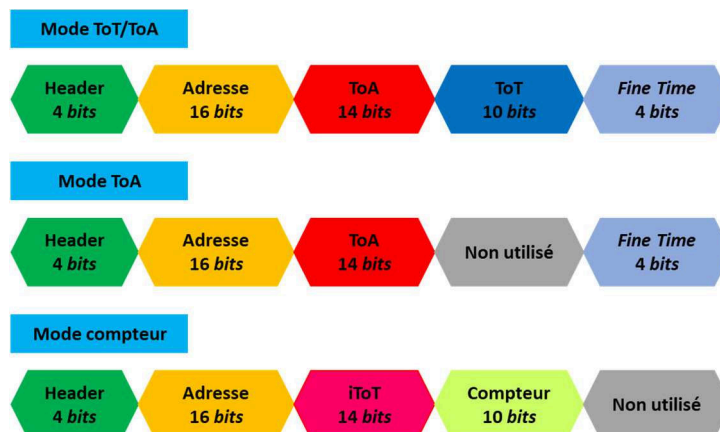 Mode ToT/ToA
Header
4 bits
Adresse
16 bits
ToA
14 bits
ToT
10 bits
Fine Time
4 bits
Mode ToA
Header
4 bits
Adresse
16 bits
ToA
14 bits
Non utilisé
Fine Time
4 bits
Mode compteur
Header
4 bits
Adresse
16 bits
iToT
14 bits
Compteur
10 bits
Non utilisé